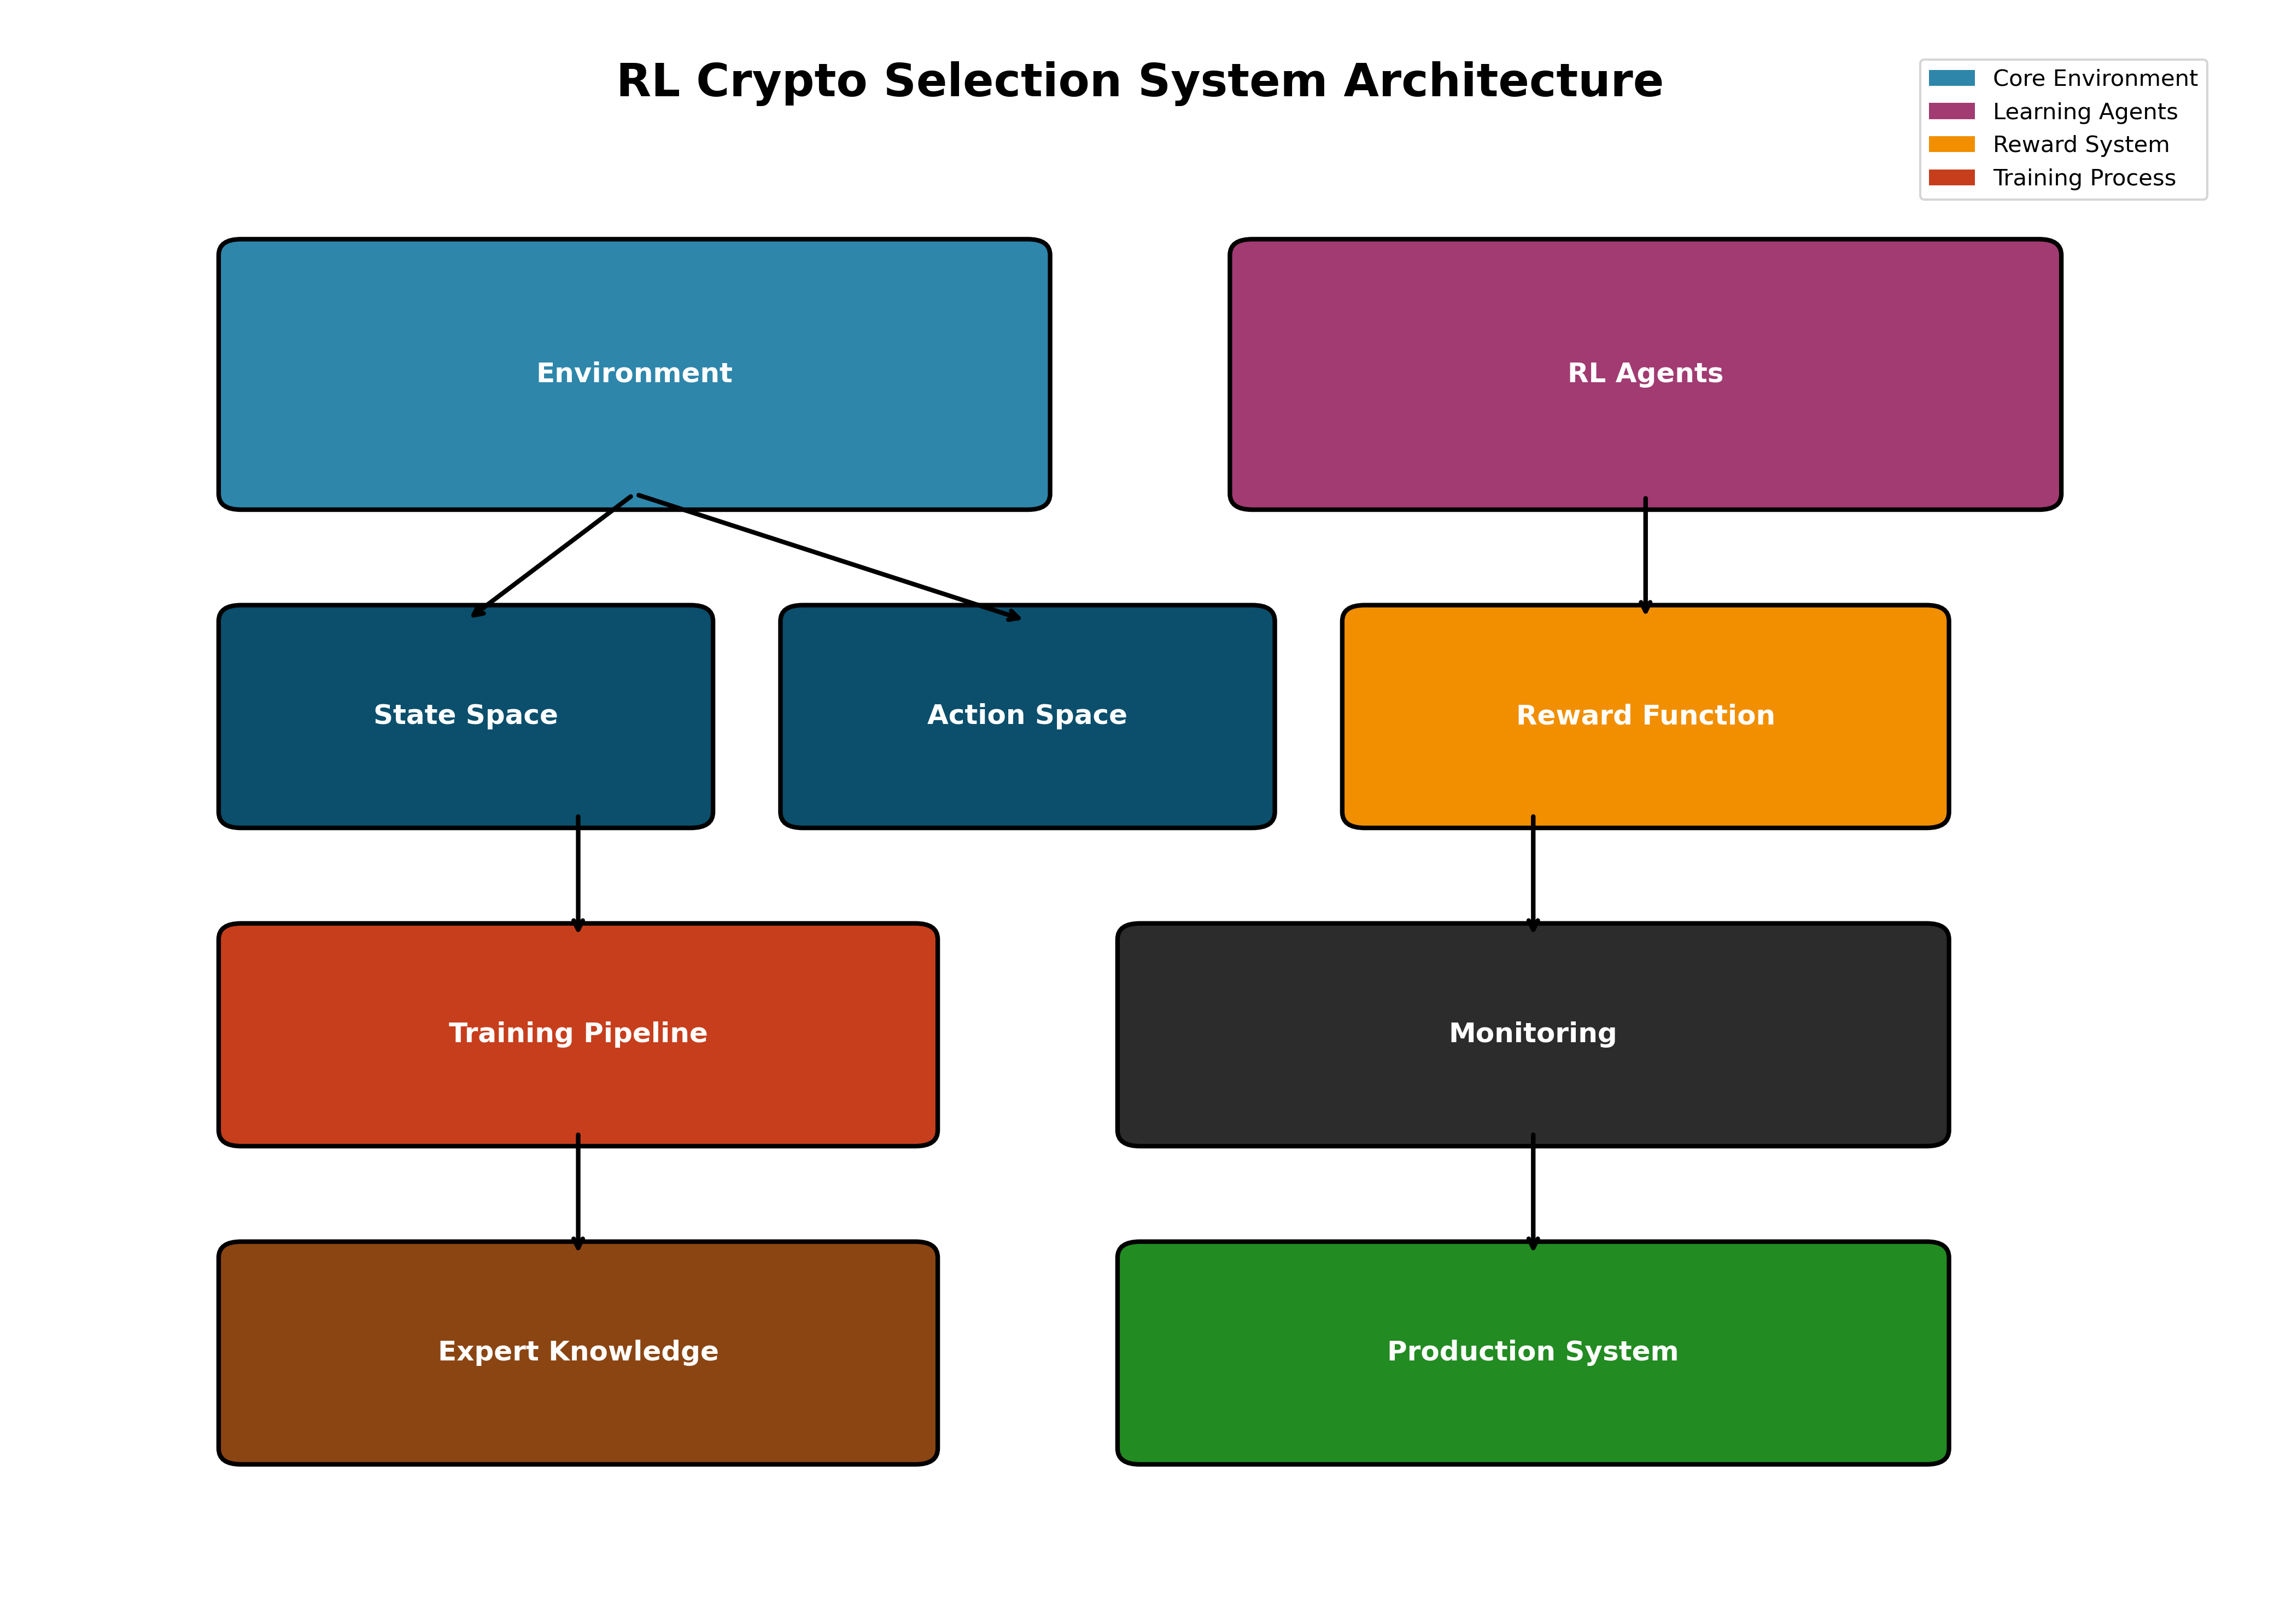 RL Crypto Selection System Architecture
Core Environment
Learning Agents
Reward System
Training Process
Environment
RL Agents
State Space
Action Space
Reward Function
Training Pipeline
Monitoring
Expert Knowledge
Production System